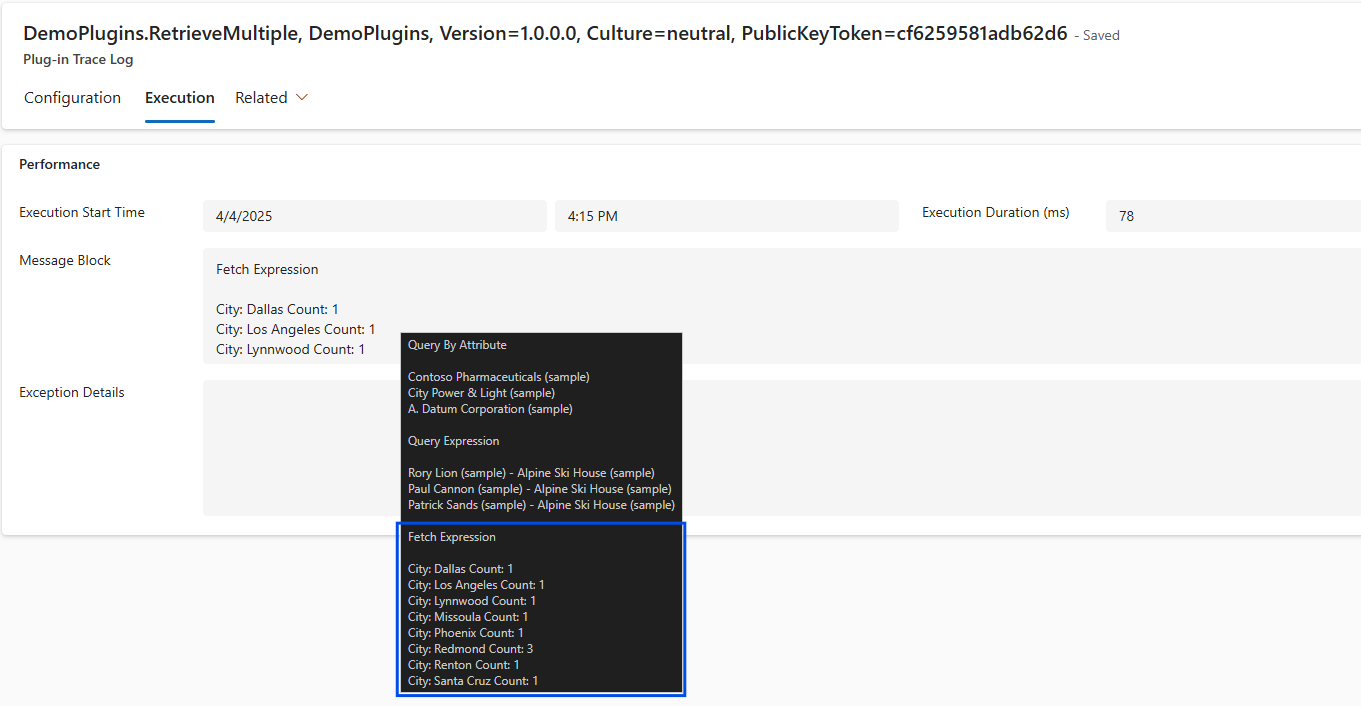 DemoPlugins.RetrieveMultiple, DemoPlugins, Version=1.0.0.0, Culture=neutral, PublicKeyToken=cf6259581adb62d6 - Saved
Plug-in Trace Log
Configuration Execution Related
Performance
Execution Start Time 4/4/2025 4:15 PM Execution Duration (ms) 78
Message Block
Fetch Expression
City: Dallas Count: 1
City: Los Angeles Count: 1
City: Lynnwood Count: 1
Exception Details
Query By Attribute
Contoso Pharmaceuticals (sample)
City Power & Light (sample)
A. Datum Corporation (sample)
Query Expression
Rory Lion (sample) - Alpine Ski House (sample)
Paul Cannon (sample) - Alpine Ski House (sample)
Patrick Sands (sample) - Alpine Ski House (sample)
Fetch Expression
City: Dallas Count: 1
City: Los Angeles Count: 1
City: Lynnwood Count: 1
City: Missoula Count: 1
City: Phoenix Count: 1
City: Redmond Count: 3
City: Renton Count: 1
City: Santa Cruz Count: 1